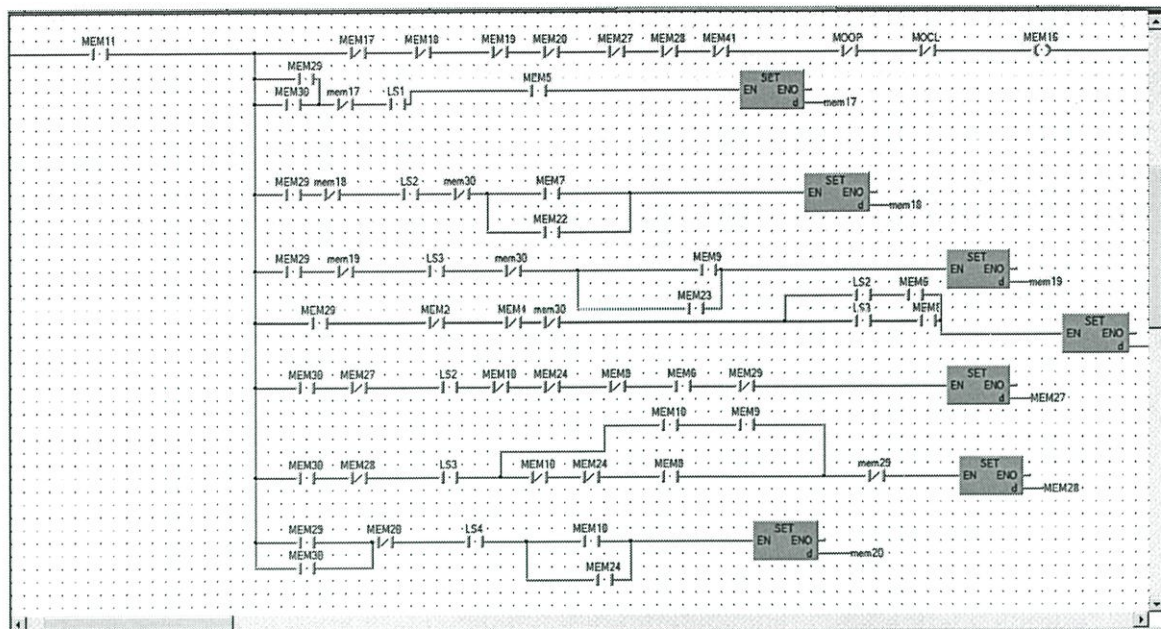 MEM11 MEM17 MEM18 MEM19 MEM20 MEM27 MEM28 MEM41 MOOP MOCL MEM16
MEM29 MEM5 SET
MEM30 mem17 LS1 EN ENO
d mem17
MEM29 mem18 LS2 mem30 MEM7 SET
EN ENO
MEM22 d mem18
MEM29 mem19 LS3 mem30 MEM9 SET
EN ENO
MEM23 LS2 MEM6 d mem19
MEM29 MEM2 MEM4 mem30 LS3 MEM8 SET
EN ENO
d
MEM30 MEM27 LS2 MEM10 MEM24 MEM8 MEM6 MEM29 SET
EN ENO
d MEM27
MEM10 MEM9
MEM30 MEM28 LS3 MEM10 MEM24 MEM8 mem29 SET
EN ENO
d MEM28
MEM29 MEM20 LS4 MEM10 SET
EN ENO
MEM30 MEM24 d mem20